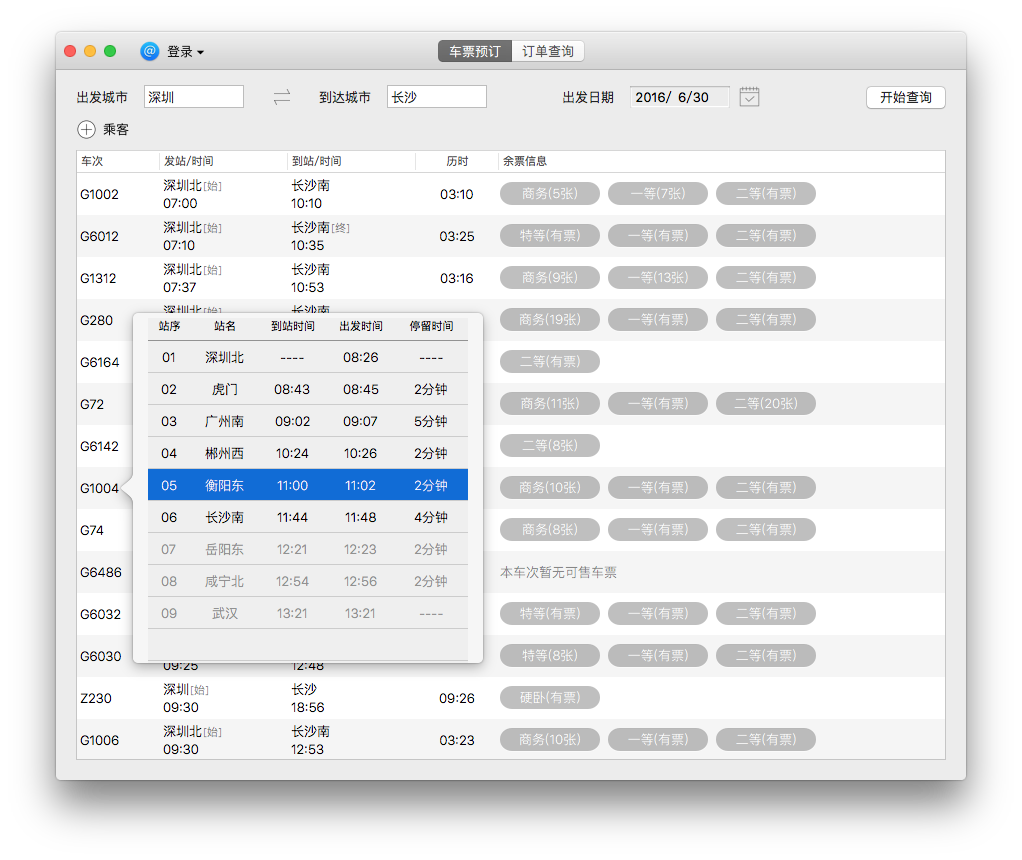 登录
车票预订 订单查询
出发城市 深圳 到达城市 长沙 出发日期 2016/ 6/30 开始查询
乘客
车次 发站/时间 到站/时间 历时 余票信息
G1002 深圳北[始] 07:00 长沙南 10:10 03:10 商务(5张) 一等(7张) 二等(有票)
G6012 深圳北[始] 07:10 长沙南[终] 10:35 03:25 特等(有票) 一等(有票) 二等(有票)
G1312 深圳北[始] 07:37 长沙南 10:53 03:16 商务(9张) 一等(13张) 二等(有票)
G280 深圳北[始] 长沙南 商务(19张) 一等(有票) 二等(有票)
G6164 二等(有票)
G72 商务(11张) 一等(有票) 二等(20张)
G6142 二等(8张)
G1004 商务(10张) 一等(有票) 二等(有票)
G74 商务(8张) 一等(有票) 二等(有票)
G6486 本车次暂无可售车票
G6032 特等(有票) 一等(有票) 二等(有票)
G6030 09:25 12:48 特等(8张) 一等(有票) 二等(有票)
Z230 深圳[始] 09:30 长沙 18:56 09:26 硬卧(有票)
G1006 深圳北[始] 09:30 长沙南 12:53 03:23 商务(10张) 一等(有票) 二等(有票)
站序 站名 到站时间 出发时间 停留时间
01 深圳北 ---- 08:26 ----
02 虎门 08:43 08:45 2分钟
03 广州南 09:02 09:07 5分钟
04 郴州西 10:24 10:26 2分钟
05 衡阳东 11:00 11:02 2分钟
06 长沙南 11:44 11:48 4分钟
07 岳阳东 12:21 12:23 2分钟
08 咸宁北 12:54 12:56 2分钟
09 武汉 13:21 13:21 ----